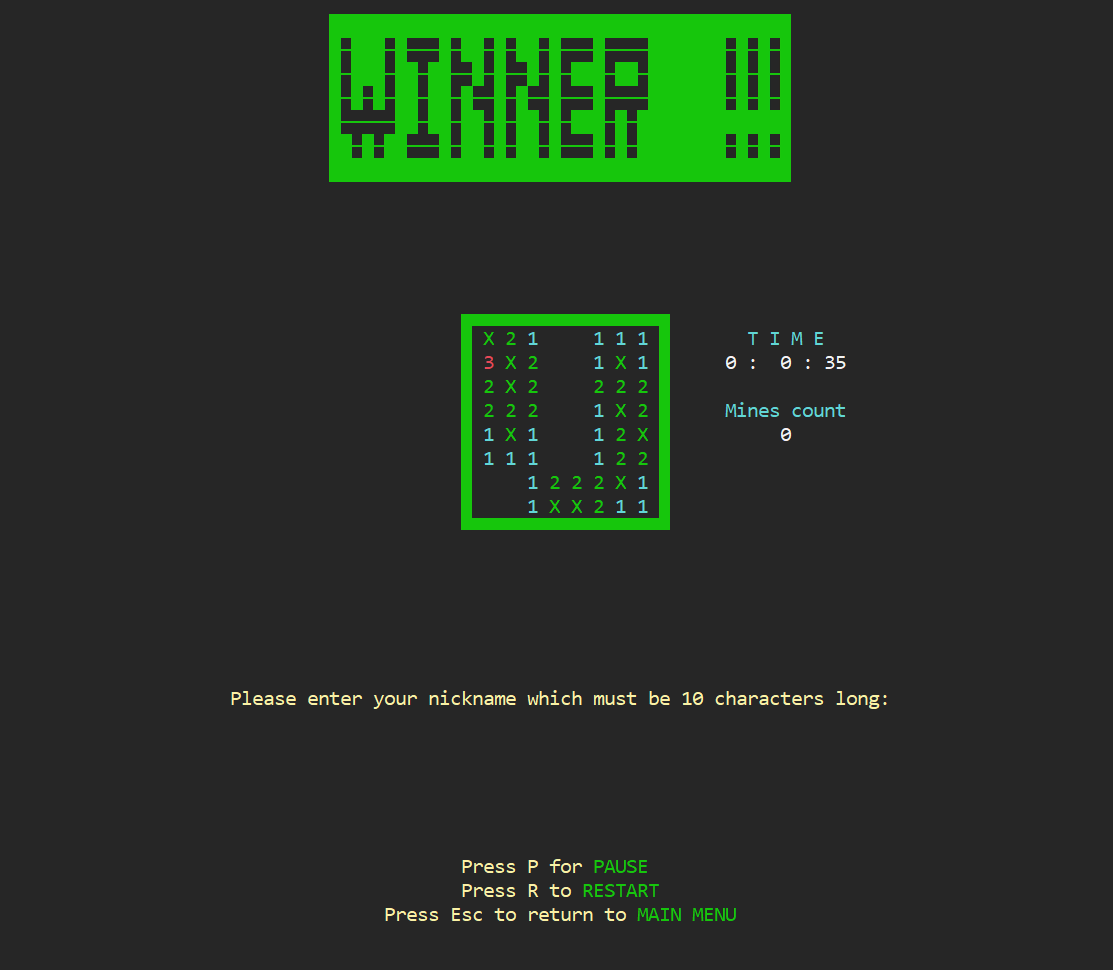 WINNER !!!
X 2 1 1 1 1
T I M E
3 X 2 1 X 1
0 : 0 : 35
2 X 2 2 2 2
2 2 2 1 X 2
Mines count
1 X 1 1 2 X
0
1 1 1 1 2 2
1 2 2 2 X 1
1 X X 2 1 1
Please enter your nickname which must be 10 characters long:
Press P for PAUSE
Press R to RESTART
Press Esc to return to MAIN MENU